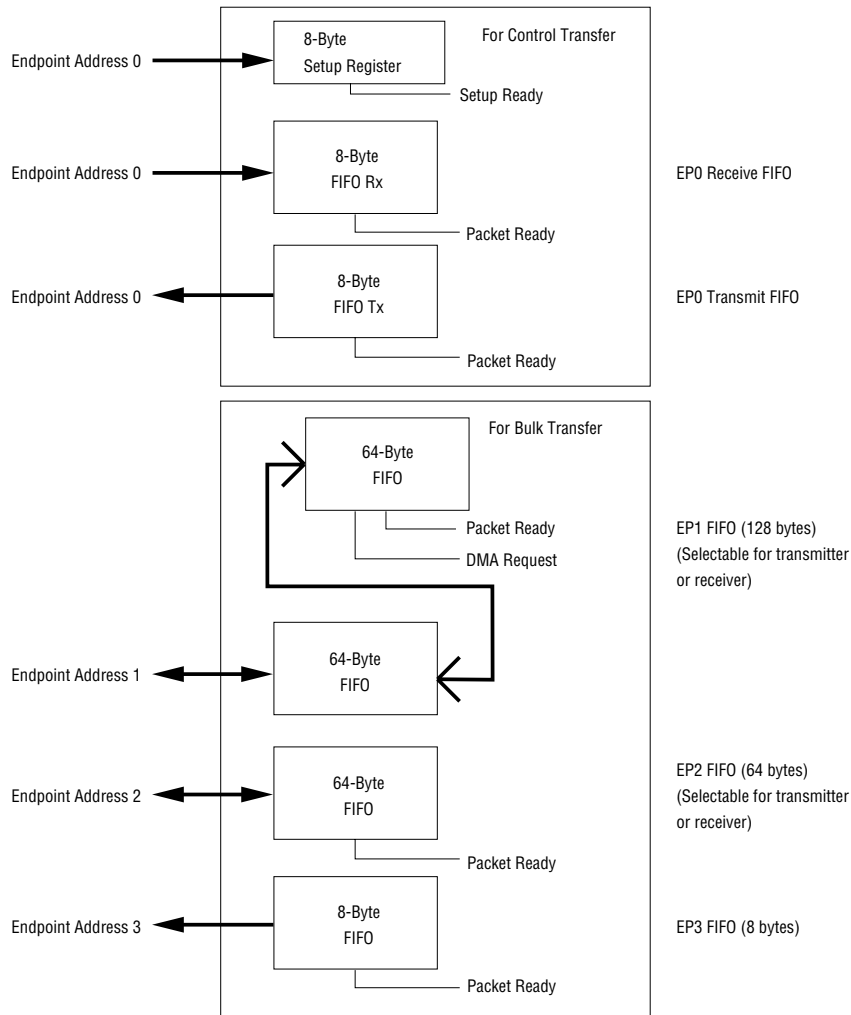 For Control Transfer
Endpoint Address 0
8-Byte
Setup Register
Setup Ready
Endpoint Address 0
8-Byte
FIFO Rx
EP0 Receive FIFO
Packet Ready
Endpoint Address 0
8-Byte
FIFO Tx
EP0 Transmit FIFO
Packet Ready
For Bulk Transfer
64-Byte
FIFO
Packet Ready
DMA Request
EP1 FIFO (128 bytes)
(Selectable for transmitter
or receiver)
Endpoint Address 1
64-Byte
FIFO
Endpoint Address 2
64-Byte
FIFO
EP2 FIFO (64 bytes)
(Selectable for transmitter
or receiver)
Packet Ready
Endpoint Address 3
8-Byte
FIFO
EP3 FIFO (8 bytes)
Packet Ready